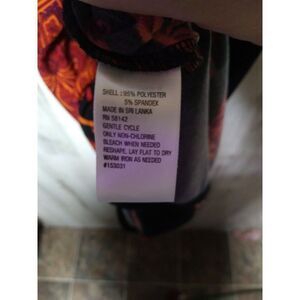 SHELL : 95% POLYESTER
5% SPANDEX
MADE IN SRI LANKA
RN 58142
GENTLE CYCLE
ONLY NON-CHLORINE
BLEACH WHEN NEEDED
RESHAPE, LAY FLAT TO DRY
WARM IRON AS NEEDED
#153031